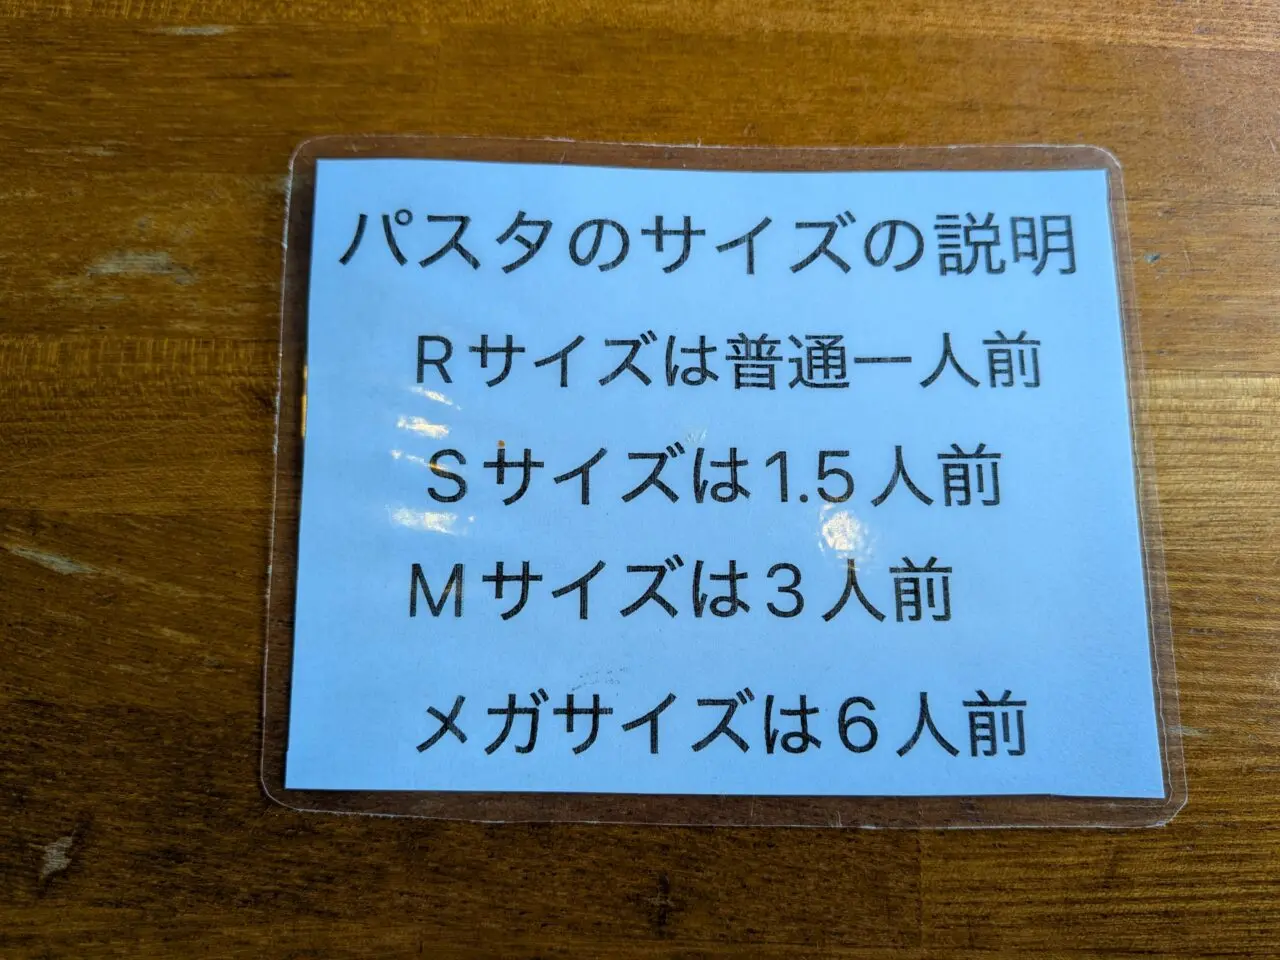 パスタのサイズの説明
Rサイズは普通一人前
Sサイズは1.5人前
Mサイズは3人前
メガサイズは6人前